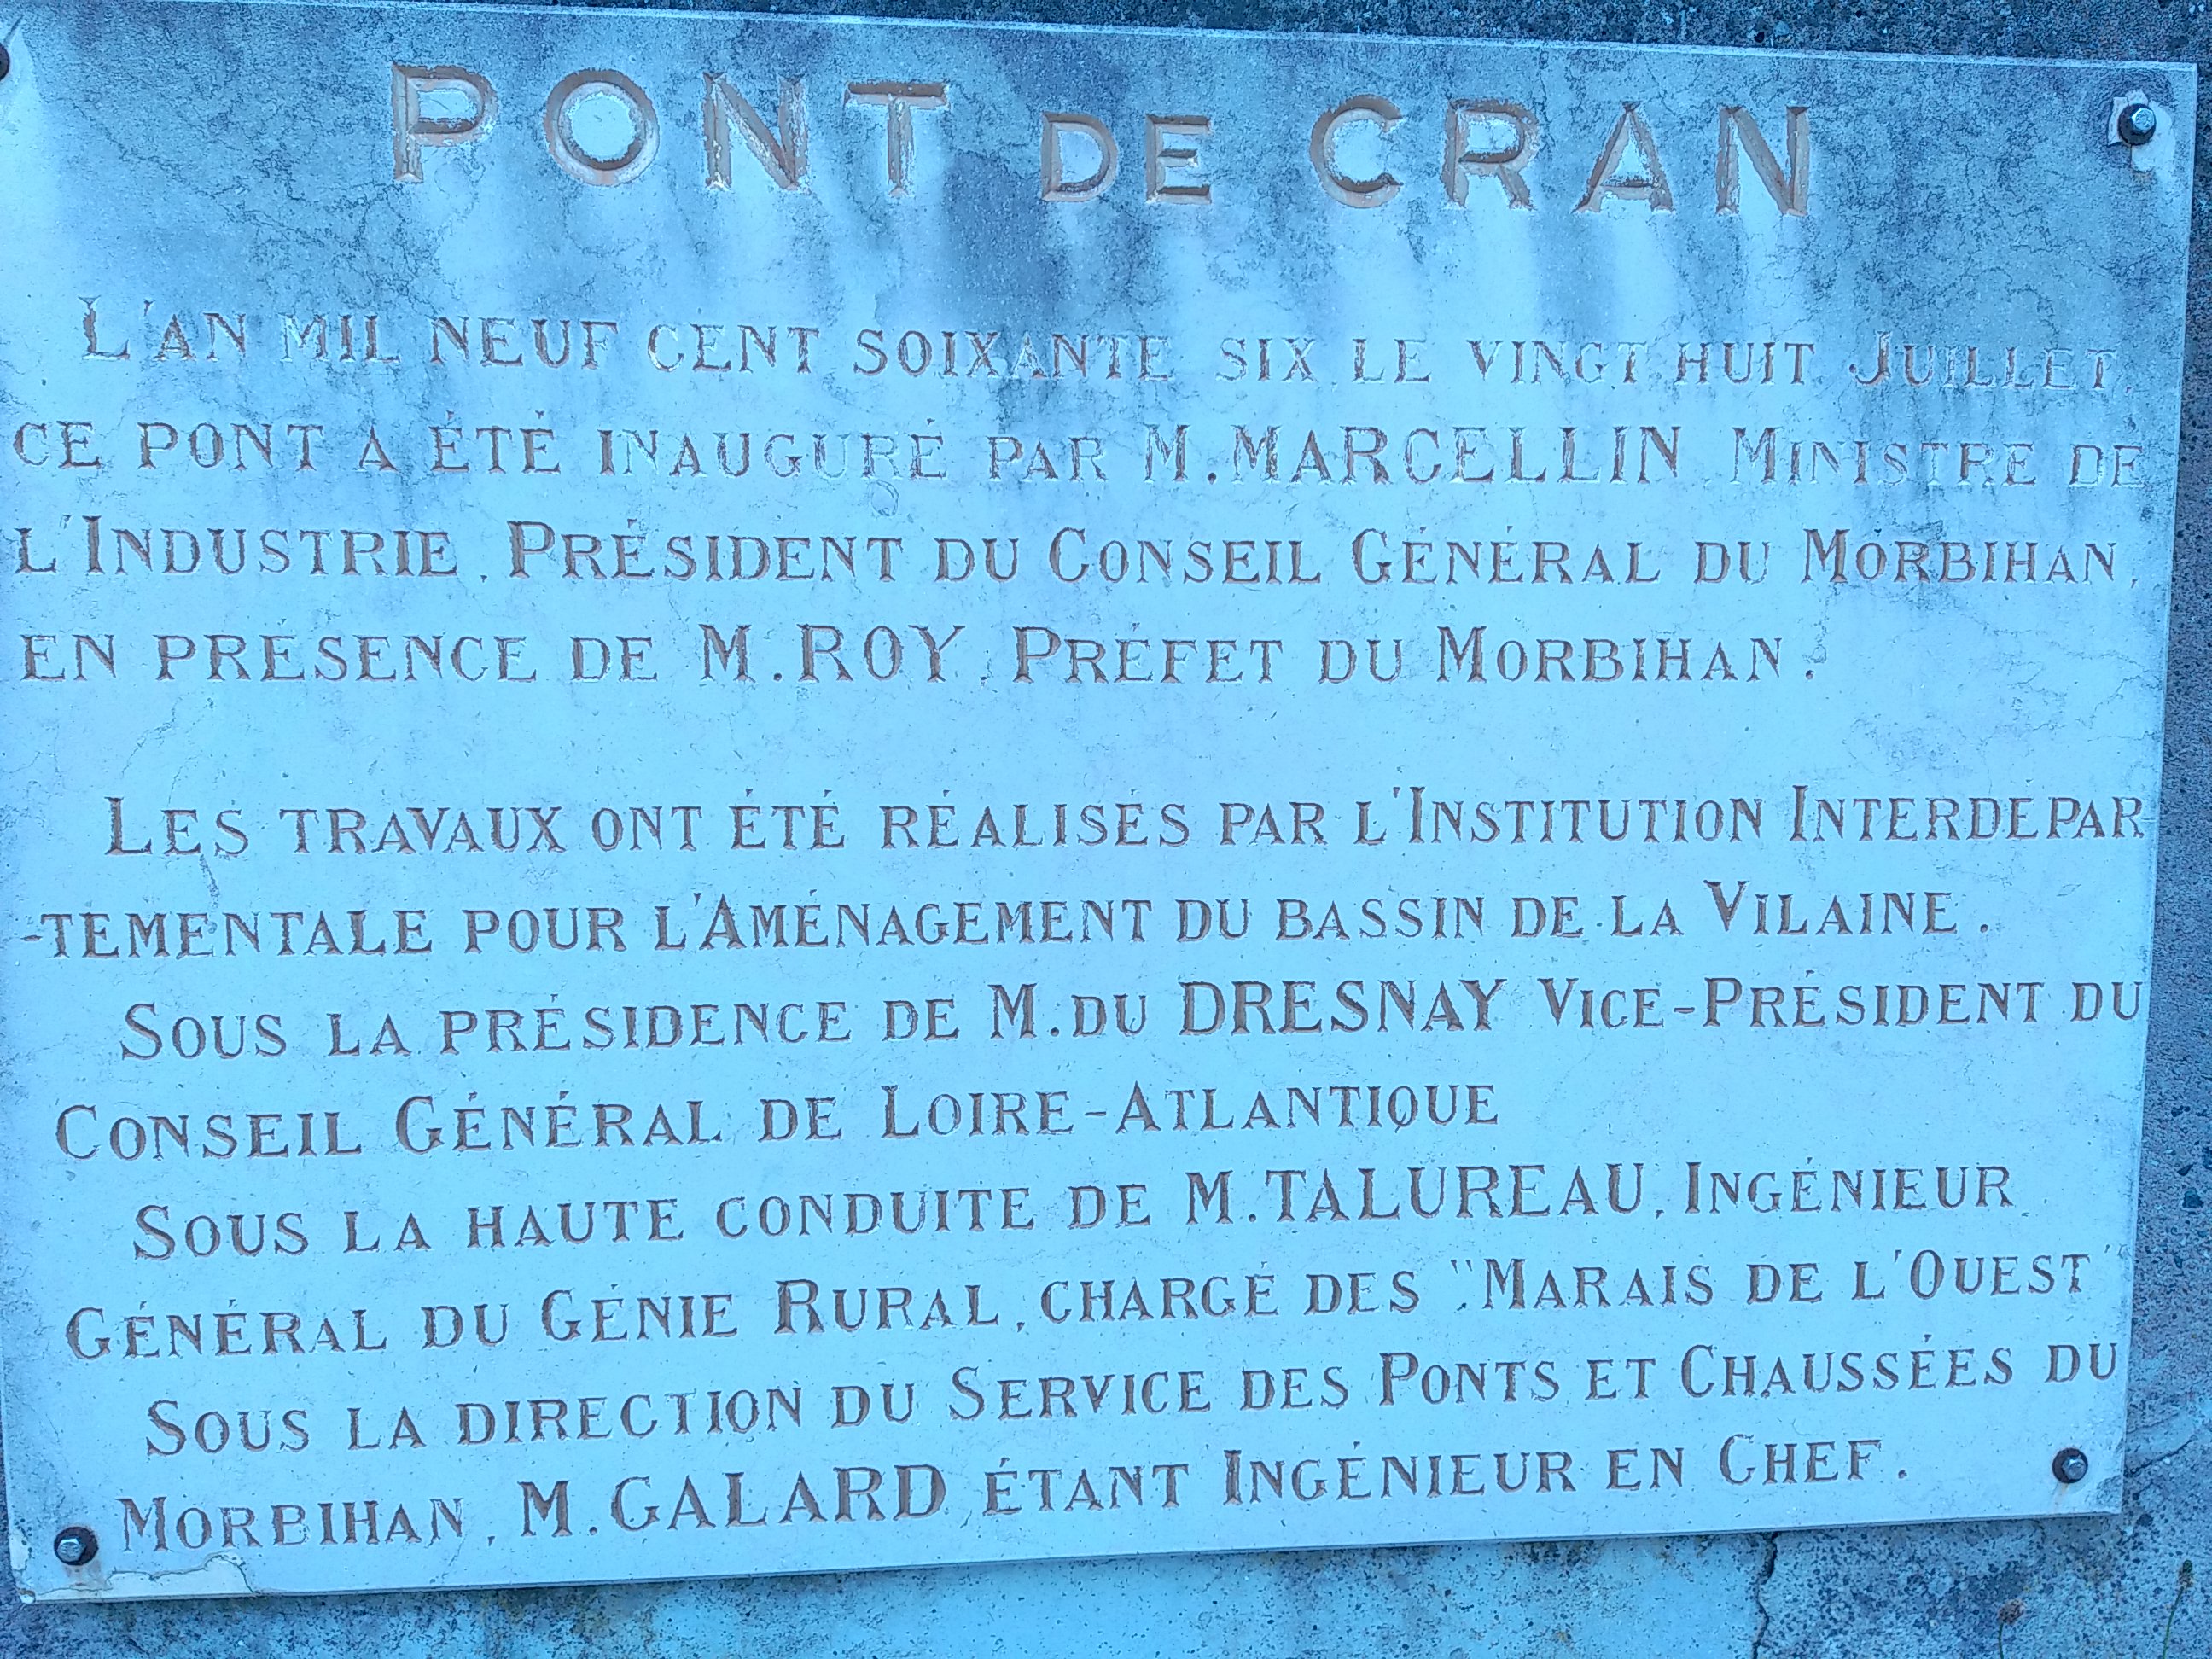 PONT DE CRAN
L'AN MIL NEUF CENT SOIXANTE SIX LE VINGT HUIT JUILLET,
CE PONT A ÉTÉ INAUGURÉ PAR M. MARCELLIN, MINISTRE DE
L'INDUSTRIE, PRÉSIDENT DU CONSEIL GÉNÉRAL DU MORBIHAN,
EN PRÉSENCE DE M. ROY, PRÉFET DU MORBIHAN.
LES TRAVAUX ONT ÉTÉ RÉALISÉS PAR L'INSTITUTION INTERDEPAR-
-TEMENTALE POUR L'AMÉNAGEMENT DU BASSIN DE LA VILAINE.
SOUS LA PRÉSIDENCE DE M. DU DRESNAY VICE-PRÉSIDENT DU
CONSEIL GÉNÉRAL DE LOIRE-ATLANTIQUE
SOUS LA HAUTE CONDUITE DE M. TALUREAU, INGÉNIEUR
GÉNÉRAL DU GÉNIE RURAL, CHARGÉ DES "MARAIS DE L'OUEST"
SOUS LA DIRECTION DU SERVICE DES PONTS ET CHAUSSÉES DU
MORBIHAN, M. GALARD ÉTANT INGÉNIEUR EN CHEF.